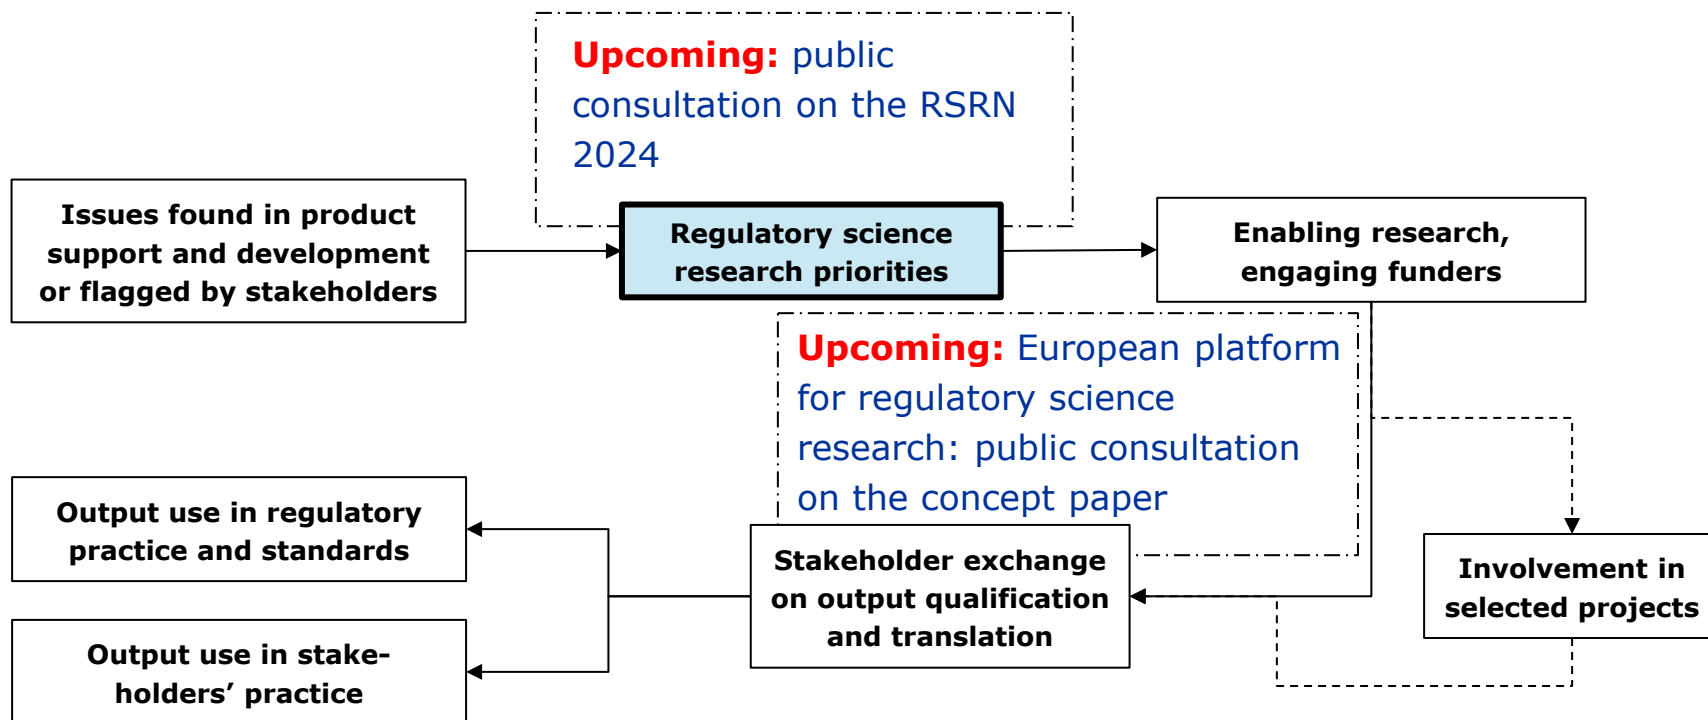 Upcoming: public
consultation on the RSRN
2024
Issues found in product
support and development
or flagged by stakeholders
Regulatory science
research priorities
Enabling research,
engaging funders
Upcoming: European platform
for regulatory science
research: public consultation
on the concept paper
Output use in regulatory
practice and standards
Stakeholder exchange
on output qualification
and translation
Involvement in
selected projects
Output use in stake-
holders’ practice